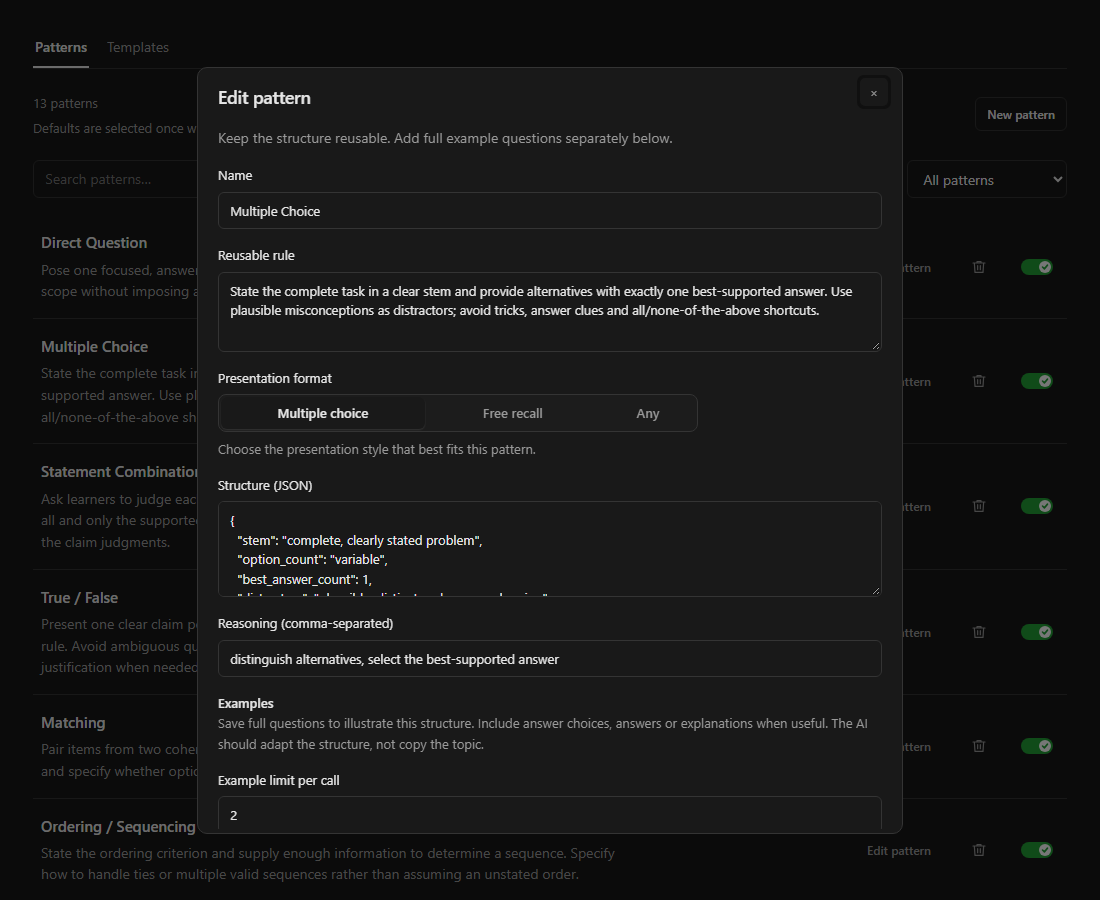 Patterns Templates
13 patterns
Defaults are selected once w
New pattern
Search patterns...
All patterns
Direct Question
Pose one focused, answer
scope without imposing a
ttern
Multiple Choice
State the complete task in
supported answer. Use pl
all/none-of-the-above sh
ttern
Statement Combination
Ask learners to judge eac
all and only the supported
the claim judgments.
ttern
True / False
Present one clear claim pe
rule. Avoid ambiguous qu
justification when needed
ttern
Matching
Pair items from two coher
and specify whether optio
ttern
Ordering / Sequencing
State the ordering criterion and supply enough information to determine a sequence. Specify
how to handle ties or multiple valid sequences rather than assuming an unstated order.
Edit pattern
Edit pattern
×
Keep the structure reusable. Add full example questions separately below.
Name
Multiple Choice
Reusable rule
State the complete task in a clear stem and provide alternatives with exactly one best-supported answer. Use
plausible misconceptions as distractors; avoid tricks, answer clues and all/none-of-the-above shortcuts.
Presentation format
Multiple choice Free recall Any
Choose the presentation style that best fits this pattern.
Structure (JSON)
{
"stem": "complete, clearly stated problem",
"option_count": "variable",
"best_answer_count": 1,
Reasoning (comma-separated)
distinguish alternatives, select the best-supported answer
Examples
Save full questions to illustrate this structure. Include answer choices, answers or explanations when useful. The AI
should adapt the structure, not copy the topic.
Example limit per call
2